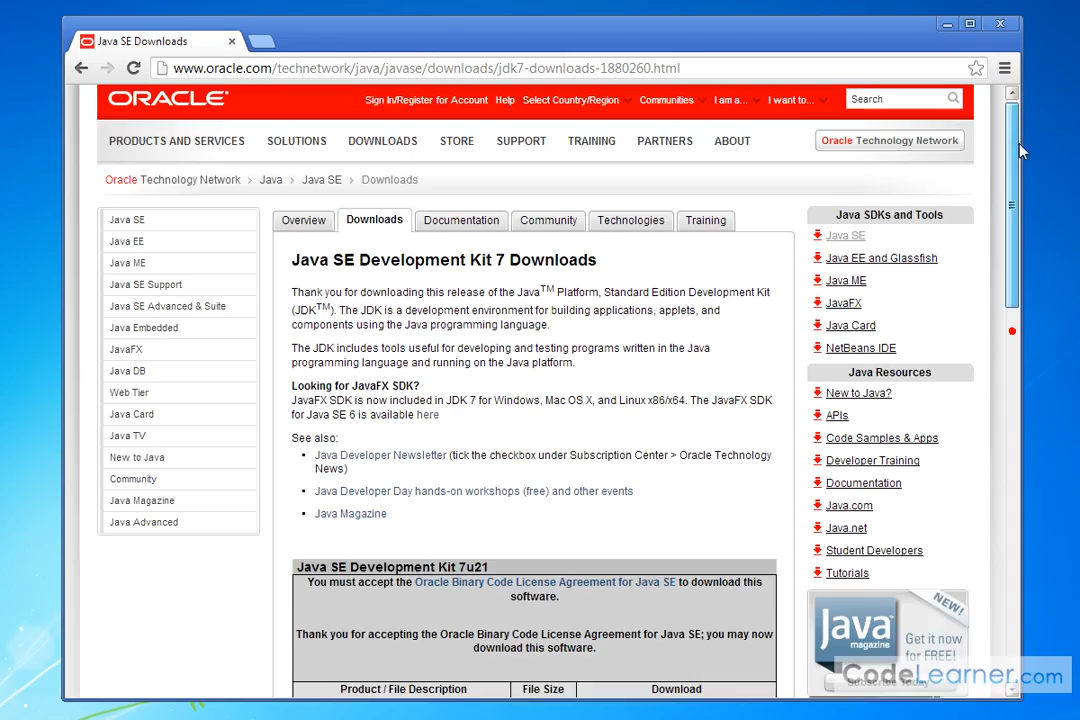 Java SE Downloads
www.oracle.com/technetwork/java/javase/downloads/jdk7-downloads-1880260.html
ORACLE®
Sign In/Register for Account Help Select Country/Region Communities I am a... I want to... Search
PRODUCTS AND SERVICES SOLUTIONS DOWNLOADS STORE SUPPORT TRAINING PARTNERS ABOUT Oracle Technology Network
Oracle Technology Network > Java > Java SE > Downloads
Java SE
Java EE
Java ME
Java SE Support
Java SE Advanced & Suite
Java Embedded
JavaFX
Java DB
Web Tier
Java Card
Java TV
New to Java
Community
Java Magazine
Java Advanced
Overview Downloads Documentation Community Technologies Training
Java SE Development Kit 7 Downloads
Thank you for downloading this release of the Java™ Platform, Standard Edition Development Kit
(JDK™). The JDK is a development environment for building applications, applets, and
components using the Java programming language.
The JDK includes tools useful for developing and testing programs written in the Java
programming language and running on the Java platform.
Looking for JavaFX SDK?
JavaFX SDK is now included in JDK 7 for Windows, Mac OS X, and Linux x86/x64. The JavaFX SDK
for Java SE 6 is available here
See also:
Java Developer Newsletter (tick the checkbox under Subscription Center > Oracle Technology
News)
Java Developer Day hands-on workshops (free) and other events
Java Magazine
Java SE Development Kit 7u21
You must accept the Oracle Binary Code License Agreement for Java SE to download this
software.
Thank you for accepting the Oracle Binary Code License Agreement for Java SE; you may now
download this software.
Product / File Description File Size Download
Java SDKs and Tools
Java SE
Java EE and Glassfish
Java ME
JavaFX
Java Card
NetBeans IDE
Java Resources
New to Java?
APIs
Code Samples & Apps
Developer Training
Documentation
Java.com
Java.net
Student Developers
Tutorials
NEW!
Java
magazine
Get it now
for FREE!
Subscribe Today
CodeLearner.com